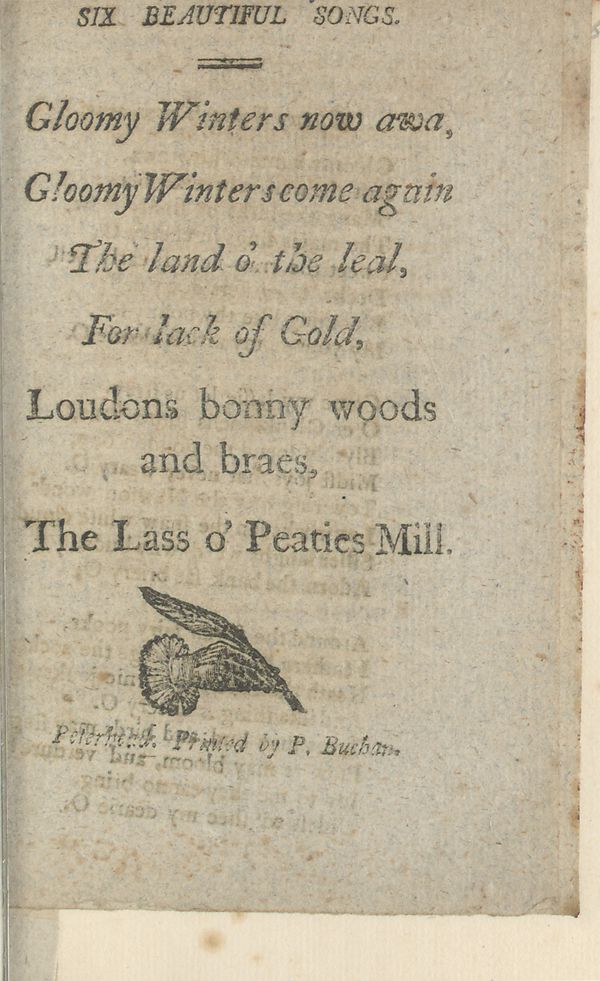 SIX BEAUTIFUL SONGS.
Gloomy Winters now awa,
Gloomy Winters come again
The land o' the leal,
For lack of Gold,
Loudons bonny woods
and braes,
The Lass o' Peaties Mill.
Peterhead. Printed by P. Buchan.